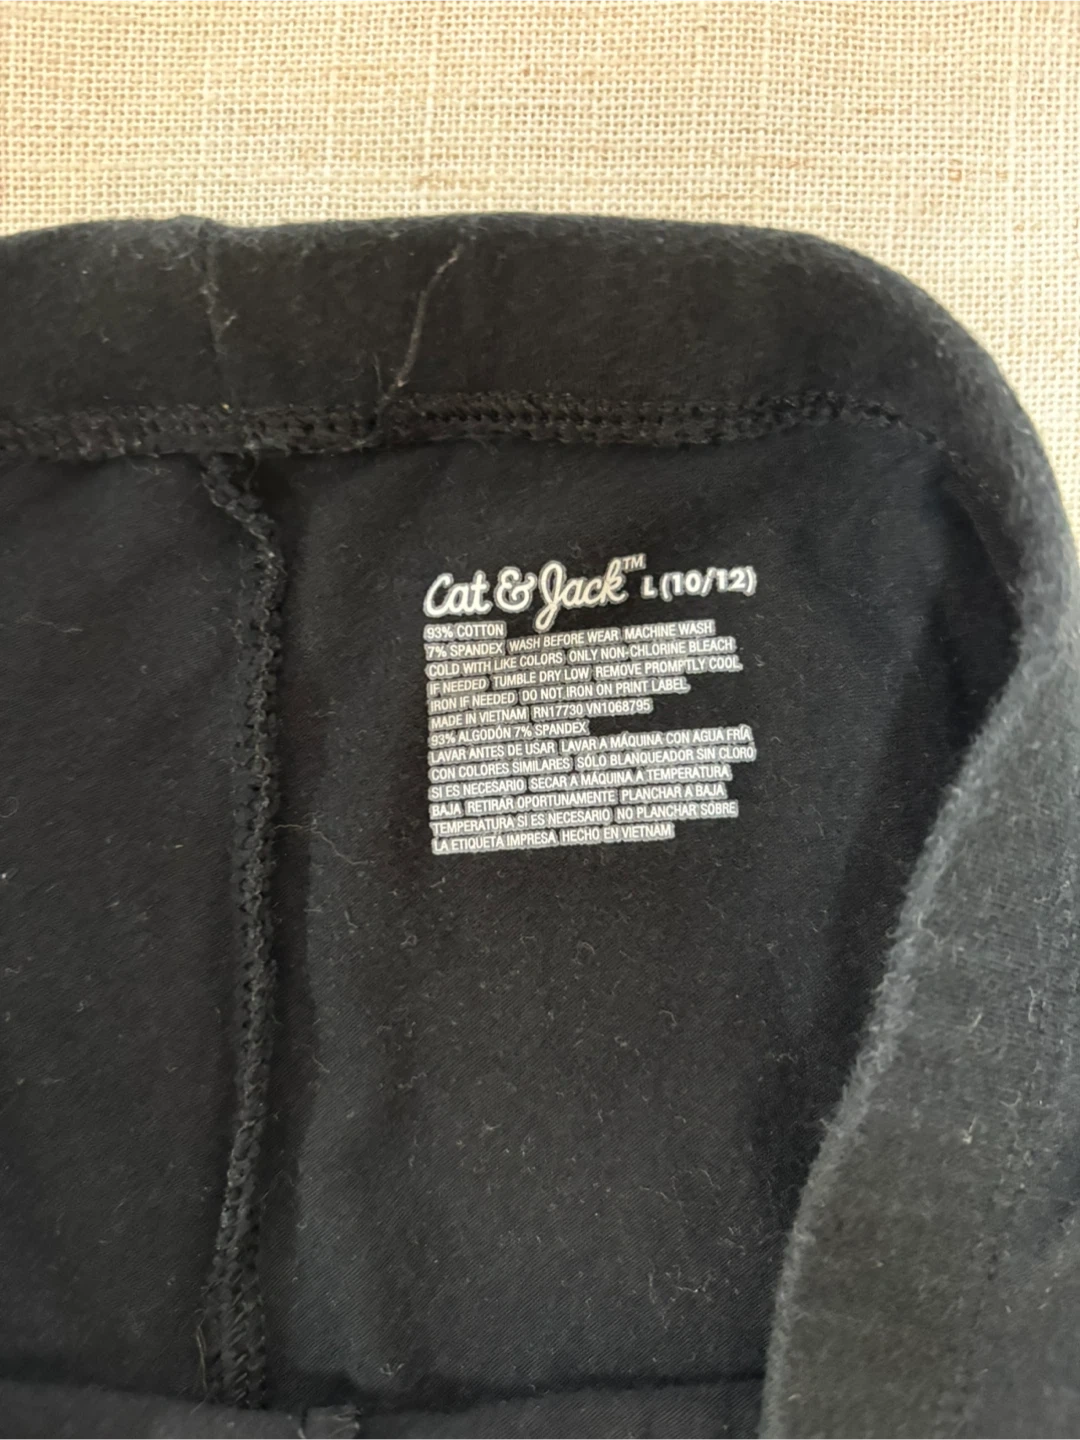 Cat & Jack™ L (10/12)
93% COTTON
7% SPANDEX WASH BEFORE WEAR MACHINE WASH
COLD WITH LIKE COLORS ONLY NON-CHLORINE BLEACH
IF NEEDED TUMBLE DRY LOW REMOVE PROMPTLY COOL
IRON IF NEEDED DO NOT IRON ON PRINT LABEL
MADE IN VIETNAM RN17730 VN1068795
93% ALGODÓN 7% SPANDEX
LAVAR ANTES DE USAR LAVAR A MÁQUINA CON AGUA FRÍA
CON COLORES SIMILARES SÓLO BLANQUEADOR SIN CLORO
SI ES NECESARIO SECAR A MÁQUINA A TEMPERATURA
BAJA RETIRAR OPORTUNAMENTE PLANCHAR A BAJA
TEMPERATURA SI ES NECESARIO NO PLANCHAR SOBRE
LA ETIQUETA IMPRESA HECHO EN VIETNAM